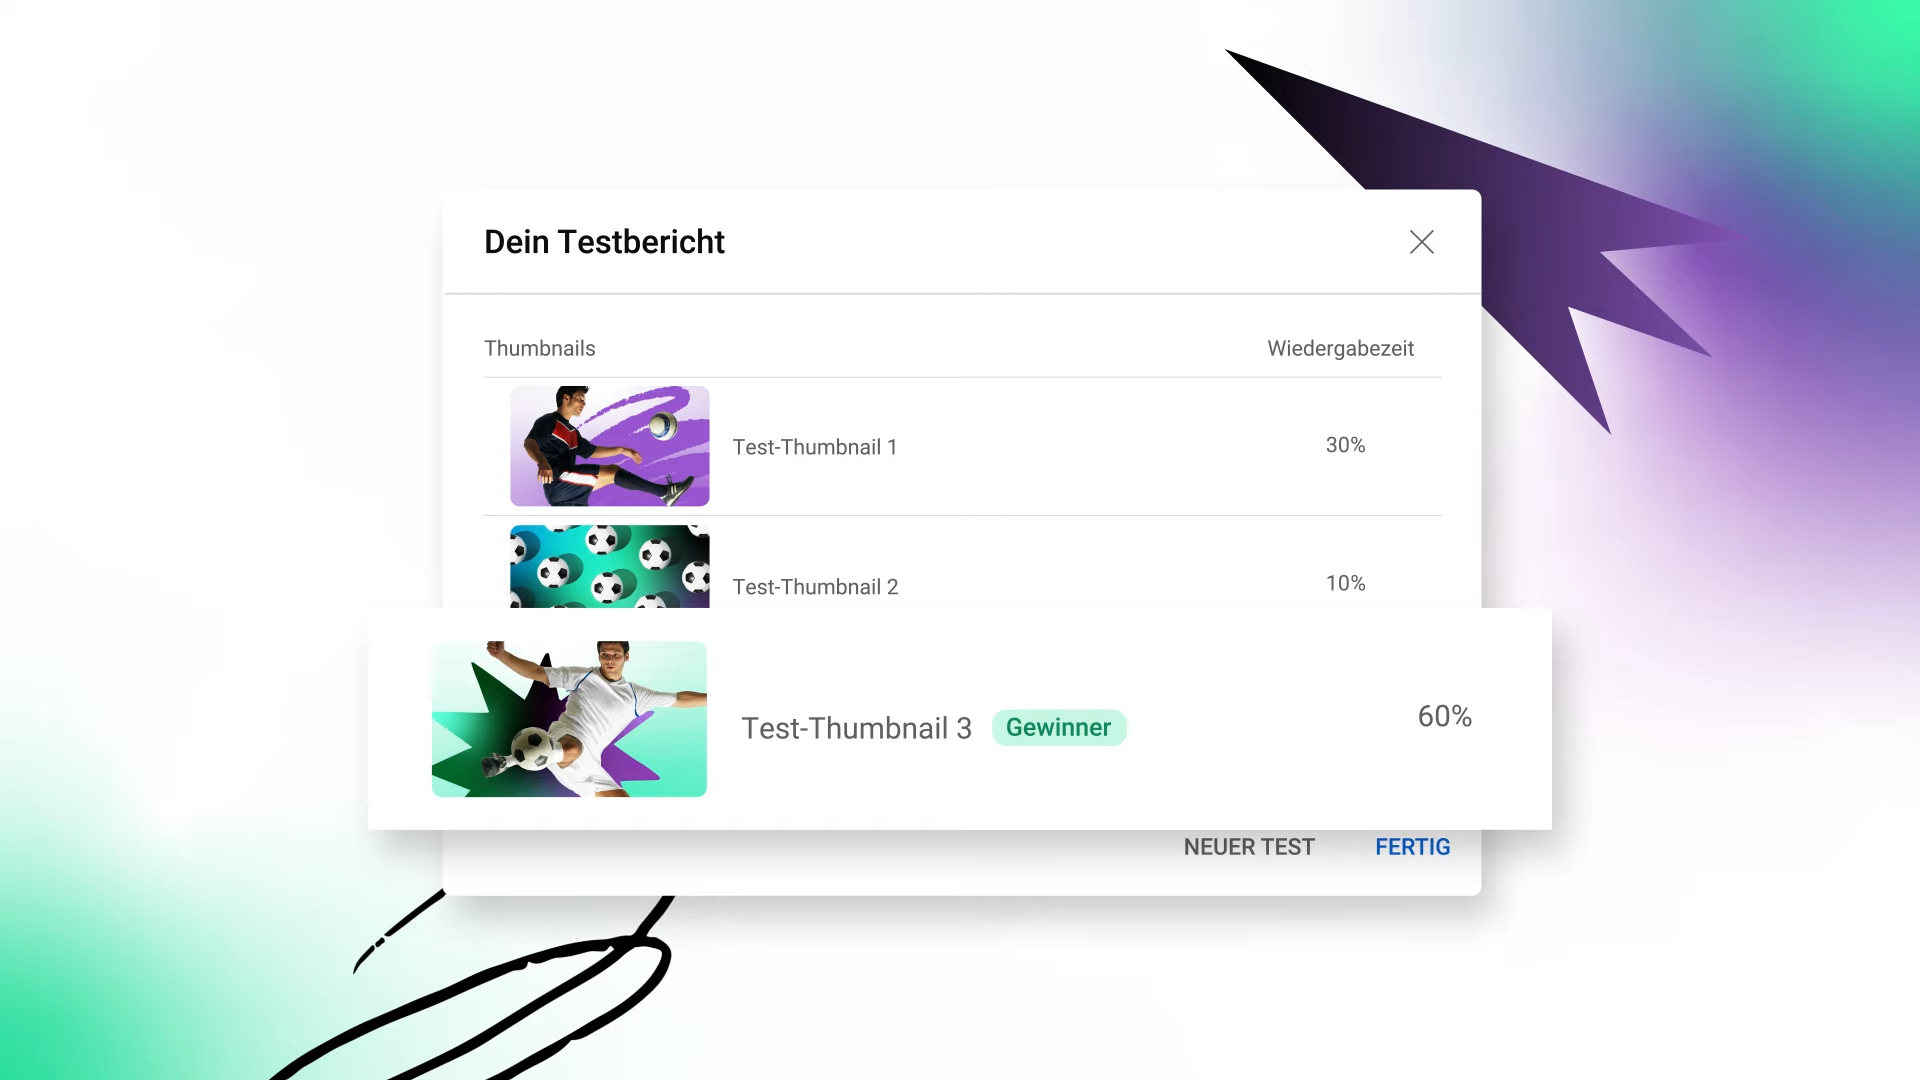 Dein Testbericht
Thumbnails Wiedergabezeit
Test-Thumbnail 1 30%
Test-Thumbnail 2 10%
Test-Thumbnail 3 Gewinner 60%
NEUER TEST FERTIG